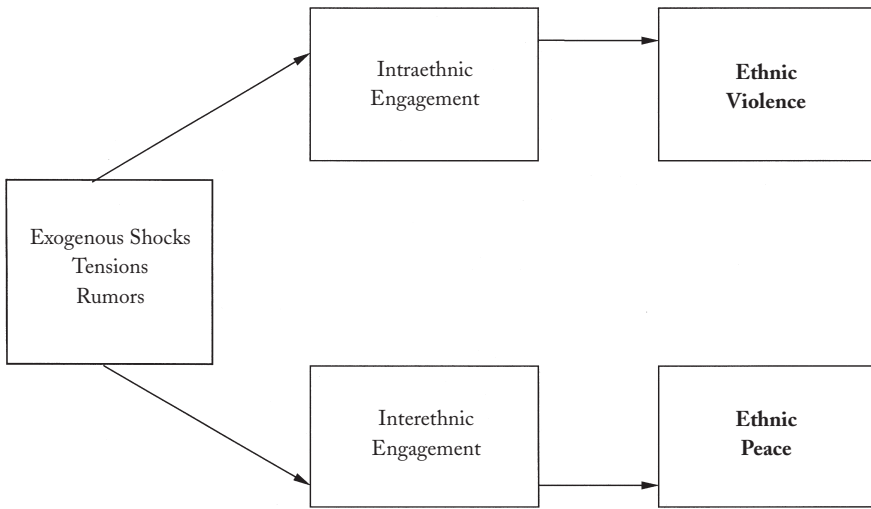 Intraethnic
Engagement
Ethnic
Violence
Exogenous Shocks
Tensions
Rumors
Interethnic
Engagement
Ethnic
Peace